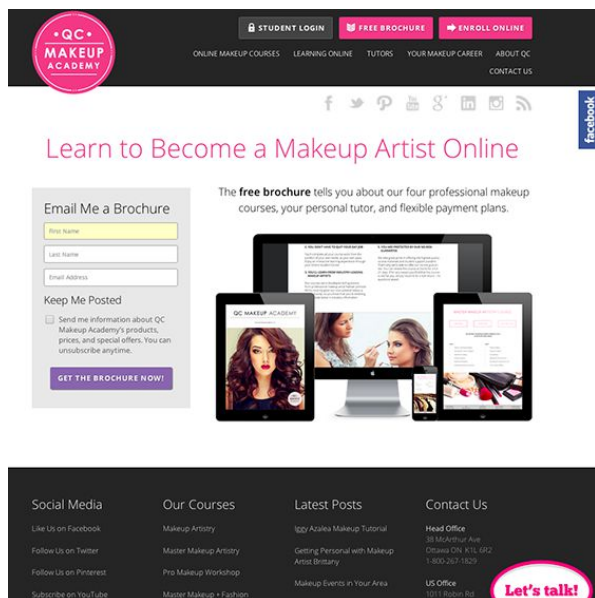 QC
MAKEUP
ACADEMY
STUDENT LOGIN
FREE BROCHURE
ENROLL ONLINE
ONLINE MAKEUP COURSES
LEARNING ONLINE
TUTORS
YOUR MAKEUP CAREER
ABOUT QC
CONTACT US
facebook
Learn to Become a Makeup Artist Online
Email Me a Brochure
First Name
Last Name
Email Address
Keep Me Posted
Send me information about QC
Makeup Academy's products,
prices, and special offers. You can
unsubscribe anytime.
GET THE BROCHURE NOW!
The free brochure tells you about our four professional makeup
courses, your personal tutor, and flexible payment plans.
QC MAKEUP ACADEMY
Social Media
Like Us on Facebook
Follow Us on Twitter
Follow Us on Pinterest
Subscribe on YouTube
Our Courses
Makeup Artistry
Master Makeup Artistry
Pro Makeup Workshop
Master Makeup + Fashion
Latest Posts
Iggy Azalea Makeup Tutorial
Getting Personal with Makeup
Artist Brittany
Makeup Events in Your Area
Contact Us
Head Office
38 McArthur Ave
Ottawa ON K1L 6R2
1-800-267-1829
US Office
1011 Robin Rd
Let's talk!